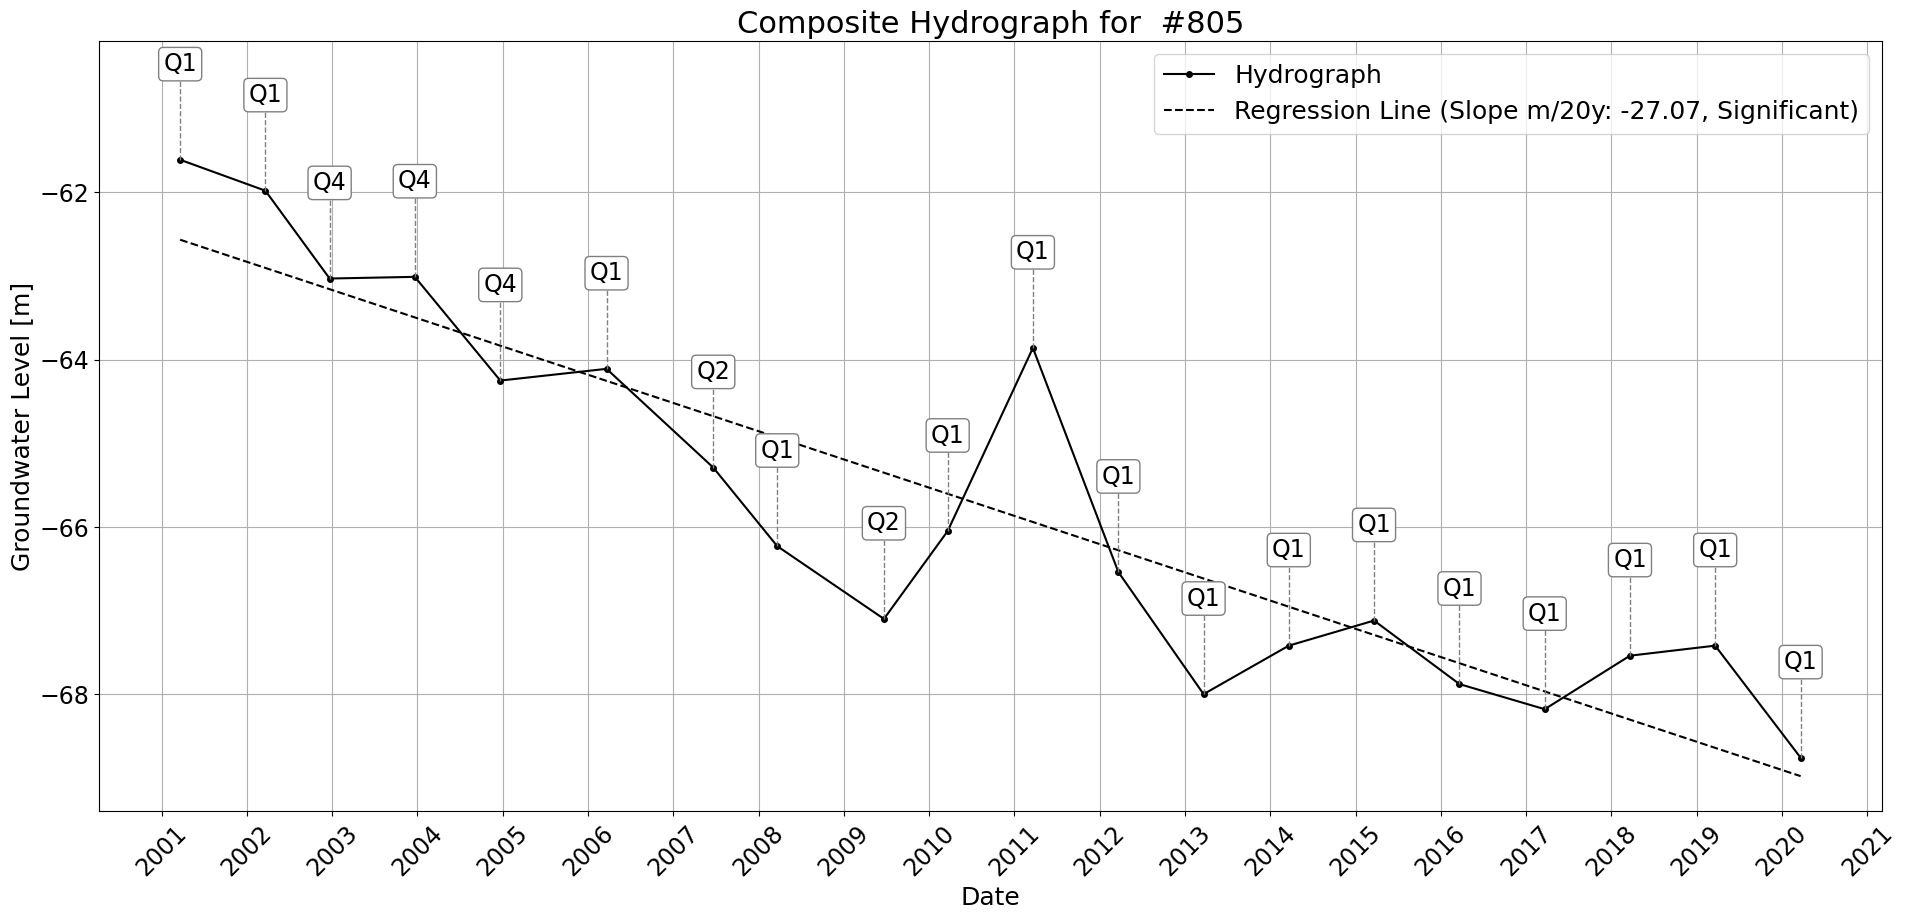 Composite Hydrograph for  #805
Hydrograph
Regression Line (Slope m/20y: -27.07, Significant)
Groundwater Level [m]
−62
−64
−66
−68
Q1
Q1
Q4
Q4
Q4
Q1
Q2
Q1
Q2
Q1
Q1
Q1
Q1
Q1
Q1
Q1
Q1
Q1
Q1
Q1
2001
2002
2003
2004
2005
2006
2007
2008
2009
2010
2011
2012
2013
2014
2015
2016
2017
2018
2019
2020
2021
Date